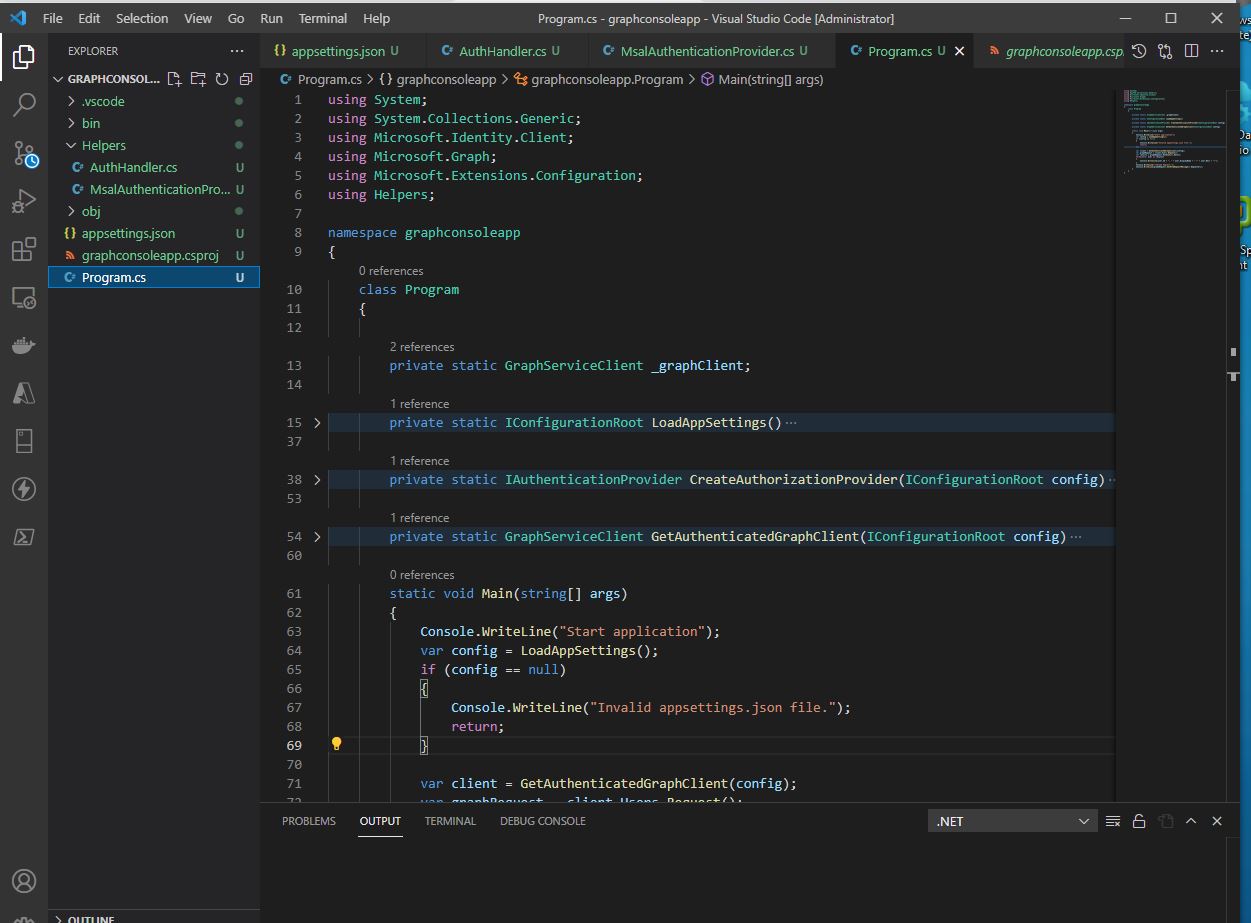 File Edit Selection View Go Run Terminal Help Program.cs - graphconsoleapp - Visual Studio Code [Administrator]
EXPLORER ...
{} appsettings.json U C# AuthHandler.cs U C# MsalAuthenticationProvider.cs U C# Program.cs U graphconsoleapp.csp
GRAPHCONSOL...
Program.cs > {} graphconsoleapp > graphconsoleapp.Program > Main(string[] args)
.vscode
bin
Helpers
C# AuthHandler.cs U
C# MsalAuthenticationPro... U
obj
{} appsettings.json U
graphconsoleapp.csproj U
C# Program.cs U
OUTLINE
1 using System;
2 using System.Collections.Generic;
3 using Microsoft.Identity.Client;
4 using Microsoft.Graph;
5 using Microsoft.Extensions.Configuration;
6 using Helpers;
7
8 namespace graphconsoleapp
9 {
0 references
10 class Program
11 {
12
2 references
13 private static GraphServiceClient _graphClient;
14
1 reference
15 private static IConfigurationRoot LoadAppSettings() ...
37
1 reference
38 private static IAuthenticationProvider CreateAuthorizationProvider(IConfigurationRoot config) ...
53
1 reference
54 private static GraphServiceClient GetAuthenticatedGraphClient(IConfigurationRoot config) ...
60
0 references
61 static void Main(string[] args)
62 {
63 Console.WriteLine("Start application");
64 var config = LoadAppSettings();
65 if (config == null)
66 {
67 Console.WriteLine("Invalid appsettings.json file.");
68 return;
69 }
70
71 var client = GetAuthenticatedGraphClient(config);
72 var graphRequest = client.Users.Request();
PROBLEMS OUTPUT TERMINAL DEBUG CONSOLE .NET